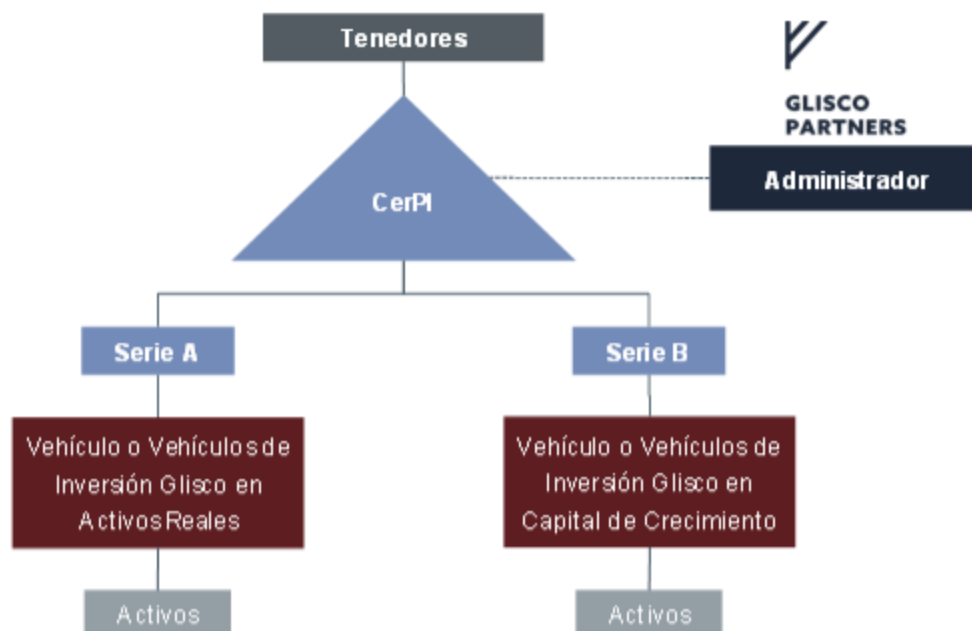 Tenedores
GLISCO
PARTNERS
Administrador
CerPI
Serie A
Serie B
Vehículo o Vehículos de
Inversión Glisco en
Activos Reales
Vehículo o Vehículos de
Inversión Glisco en
Capital de Crecimiento
Activos
Activos